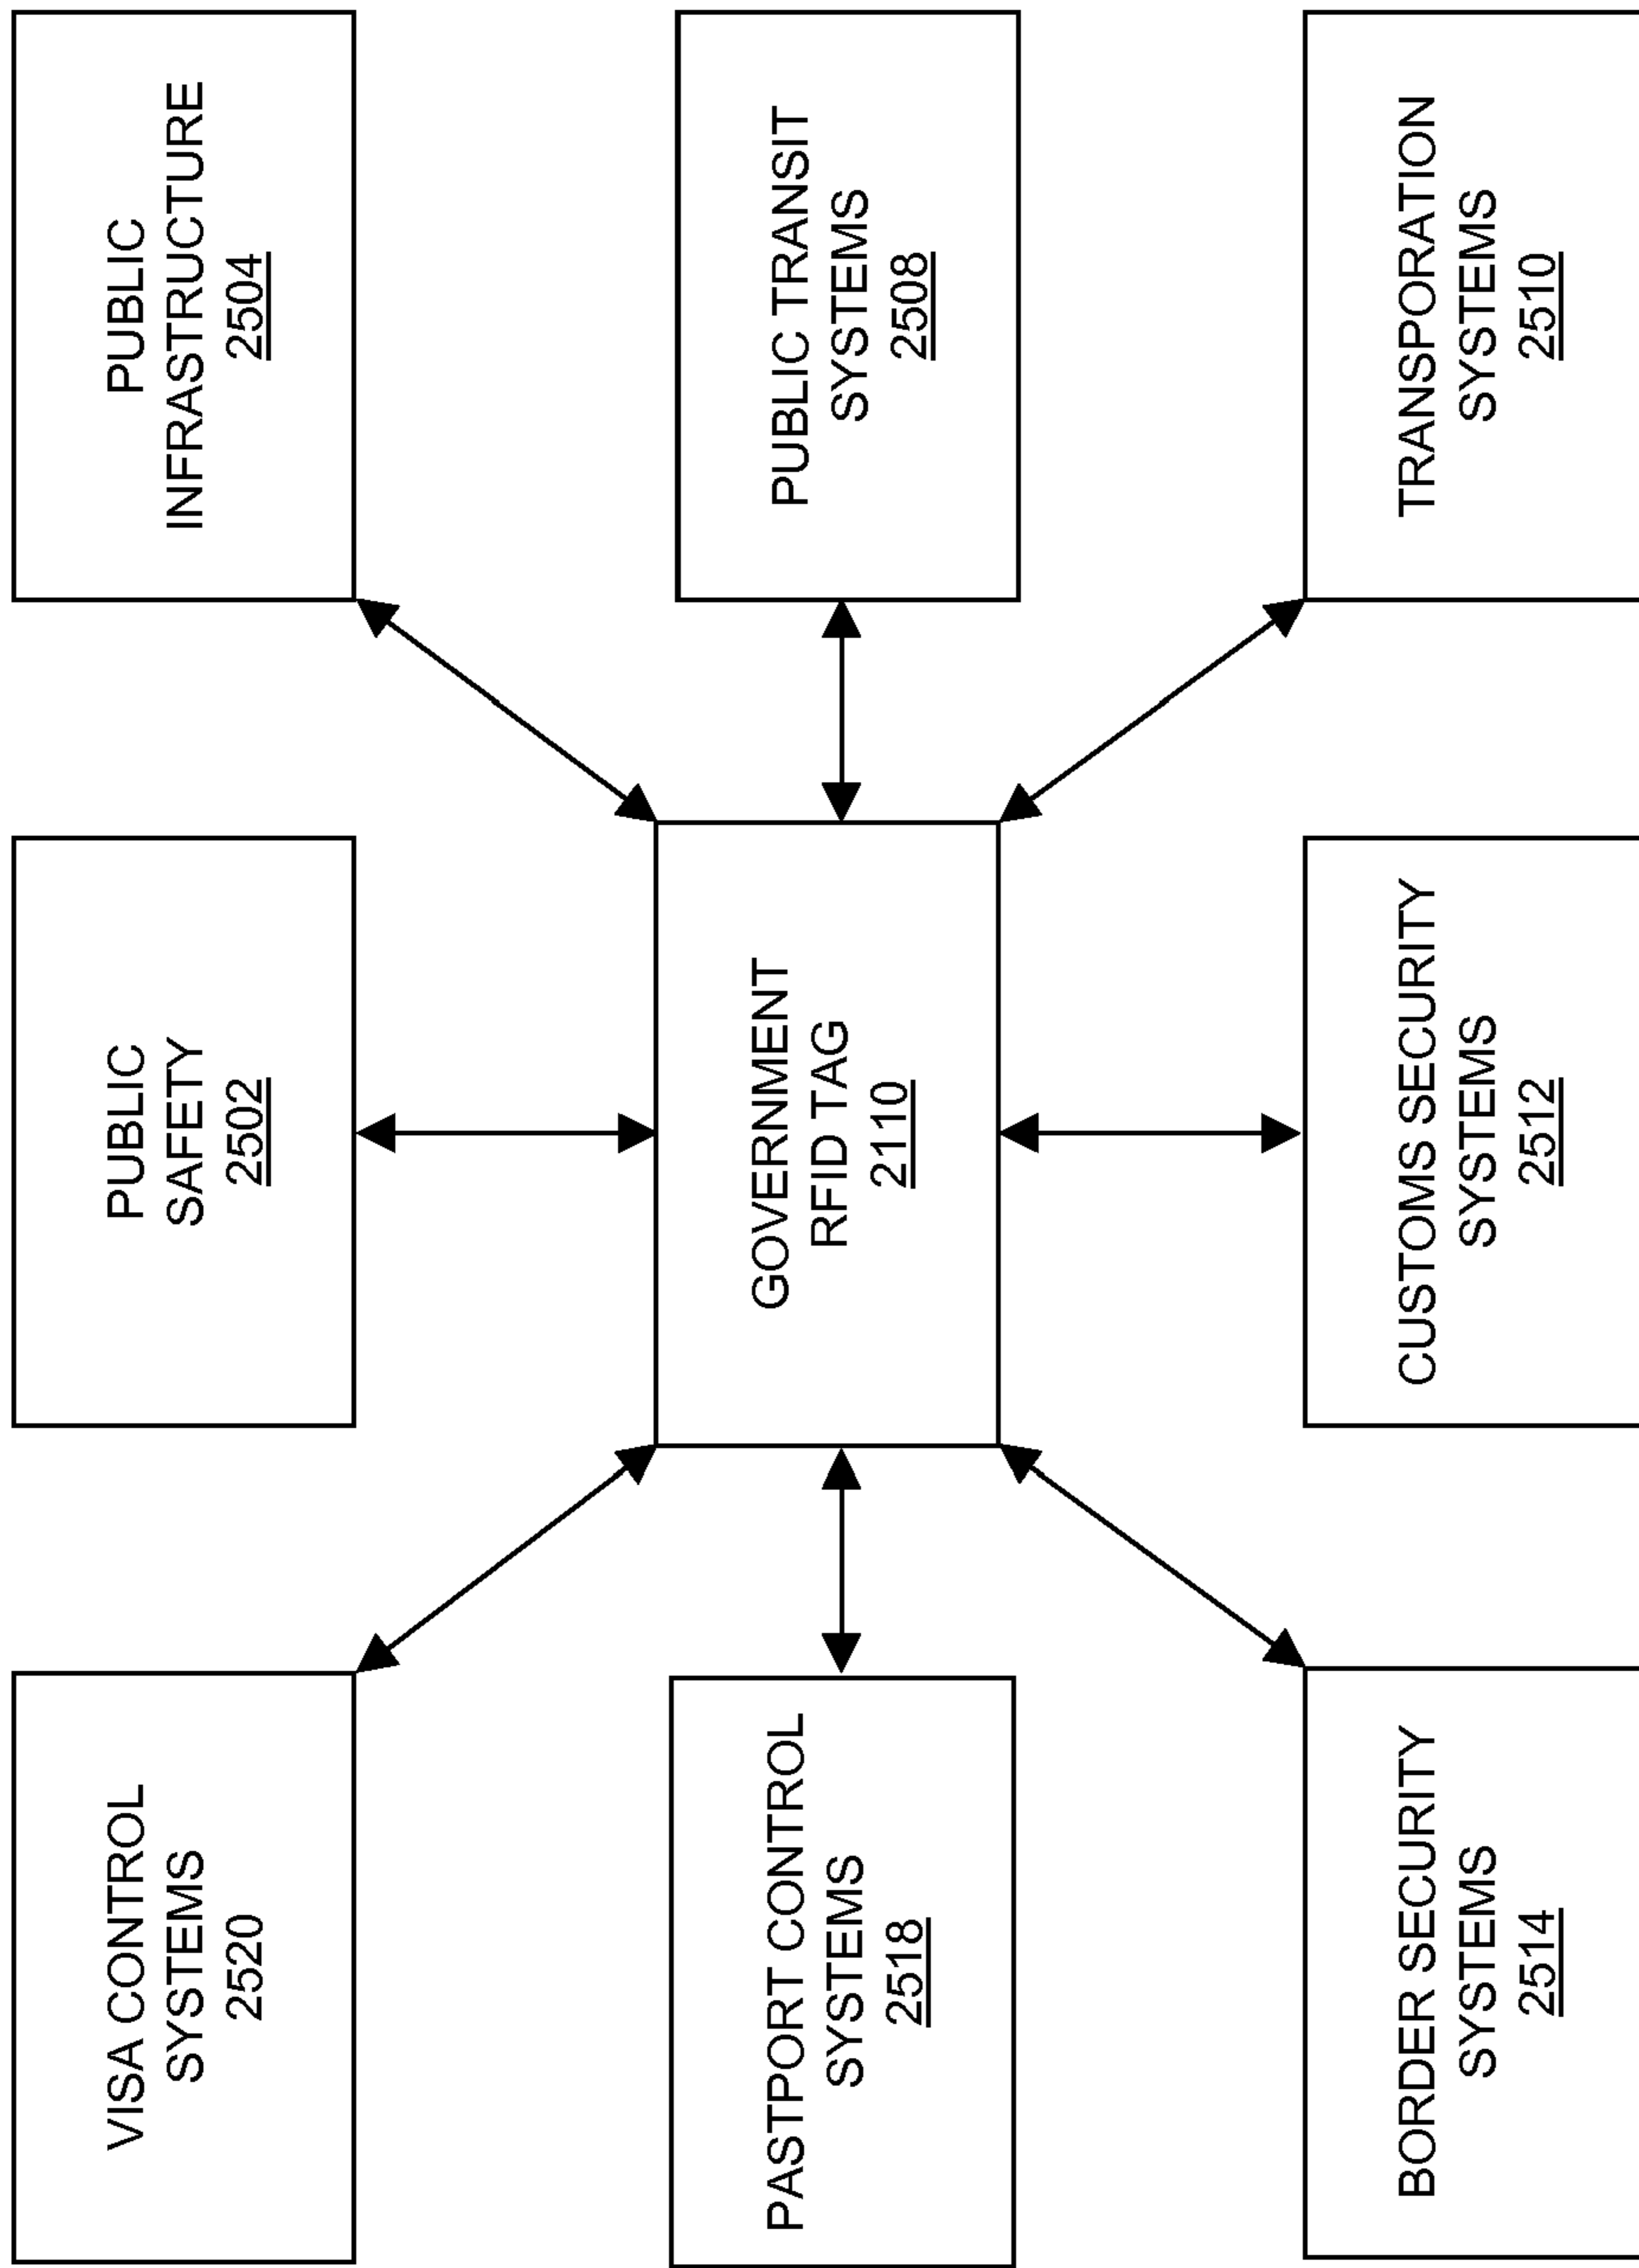 VISA CONTROL
SYSTEMS
2520
PUBLIC
SAFETY
2502
PUBLIC
INFRASTRUCTURE
2504
PASTPORT CONTROL
SYSTEMS
2518
GOVERNMENT
RFID TAG
2110
PUBLIC TRANSIT
SYSTEMS
2508
BORDER SECURITY
SYSTEMS
2514
CUSTOMS SECURITY
SYSTEMS
2512
TRANSPORATION
SYSTEMS
2510